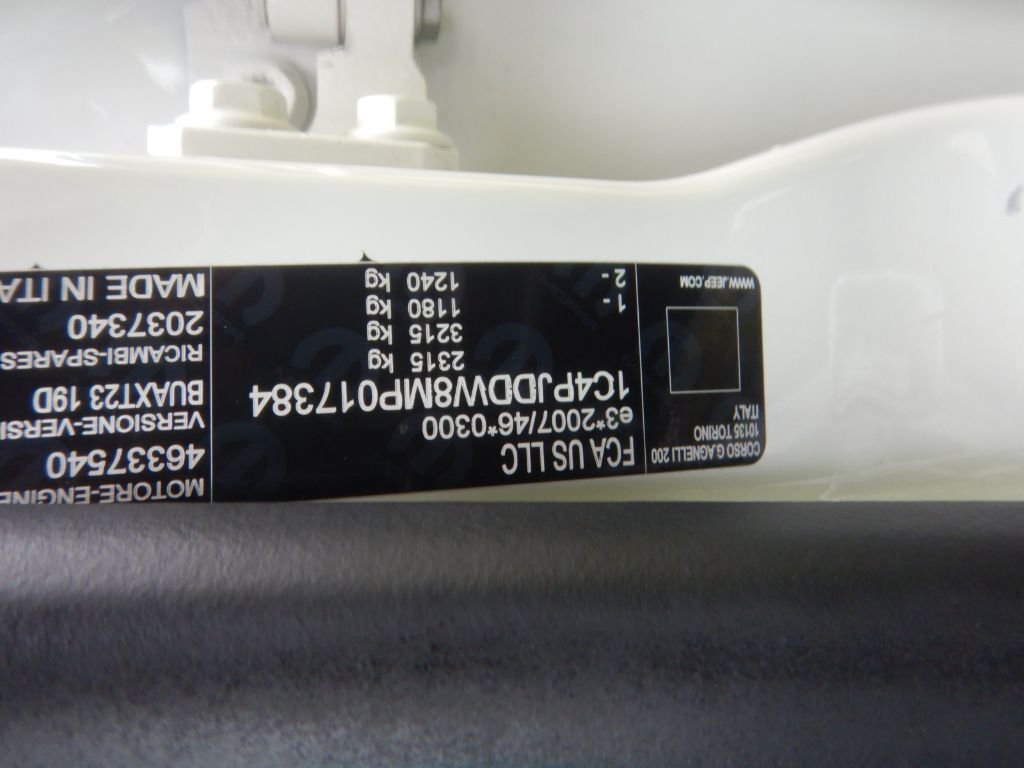 CORSO G.AGNELLI 200
10135 TORINO
ITALY
WWW.JEEP.COM
FCA US LLC
e3*2007/46*0300
1C4PJDDW8MP017384
2315 kg
3215 kg
1- 1180 kg
2- 1240 kg
MOTORE-ENGINE
46337540
VERSIONE-VERSI
BUAXT23 19D
RICAMBI-SPARES
2037340
MADE IN ITA